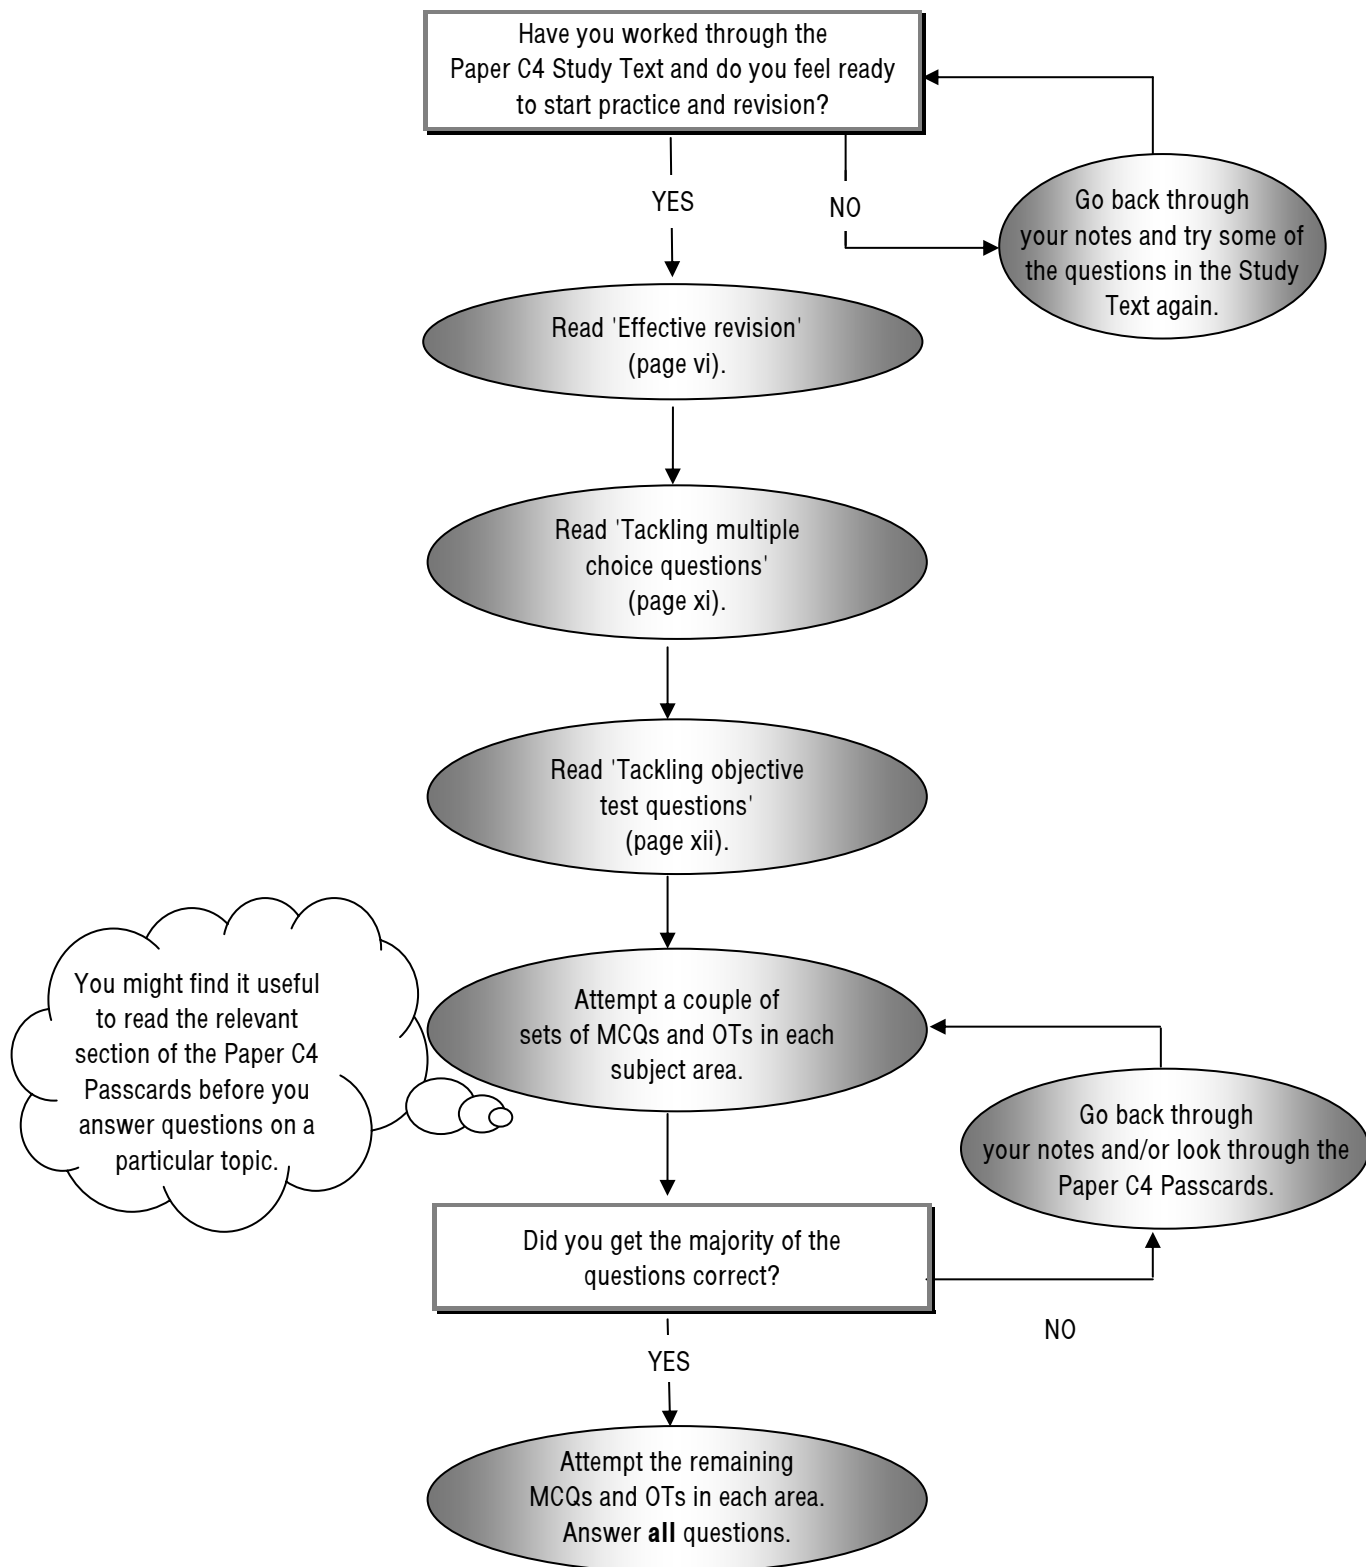 Have you worked through the
Paper C4 Study Text and do you feel ready
to start practice and revision?
YES
NO
Go back through
your notes and try some of
the questions in the Study
Text again.
Read 'Effective revision'
(page vi).
Read 'Tackling multiple
choice questions'
(page xi).
Read 'Tackling objective
test questions'
(page xii).
You might find it useful
to read the relevant
section of the Paper C4
Passcards before you
answer questions on a
particular topic.
Attempt a couple of
sets of MCQs and OTs in each
subject area.
Go back through
your notes and/or look through the
Paper C4 Passcards.
Did you get the majority of the
questions correct?
NO
YES
Attempt the remaining
MCQs and OTs in each area.
Answer all questions.